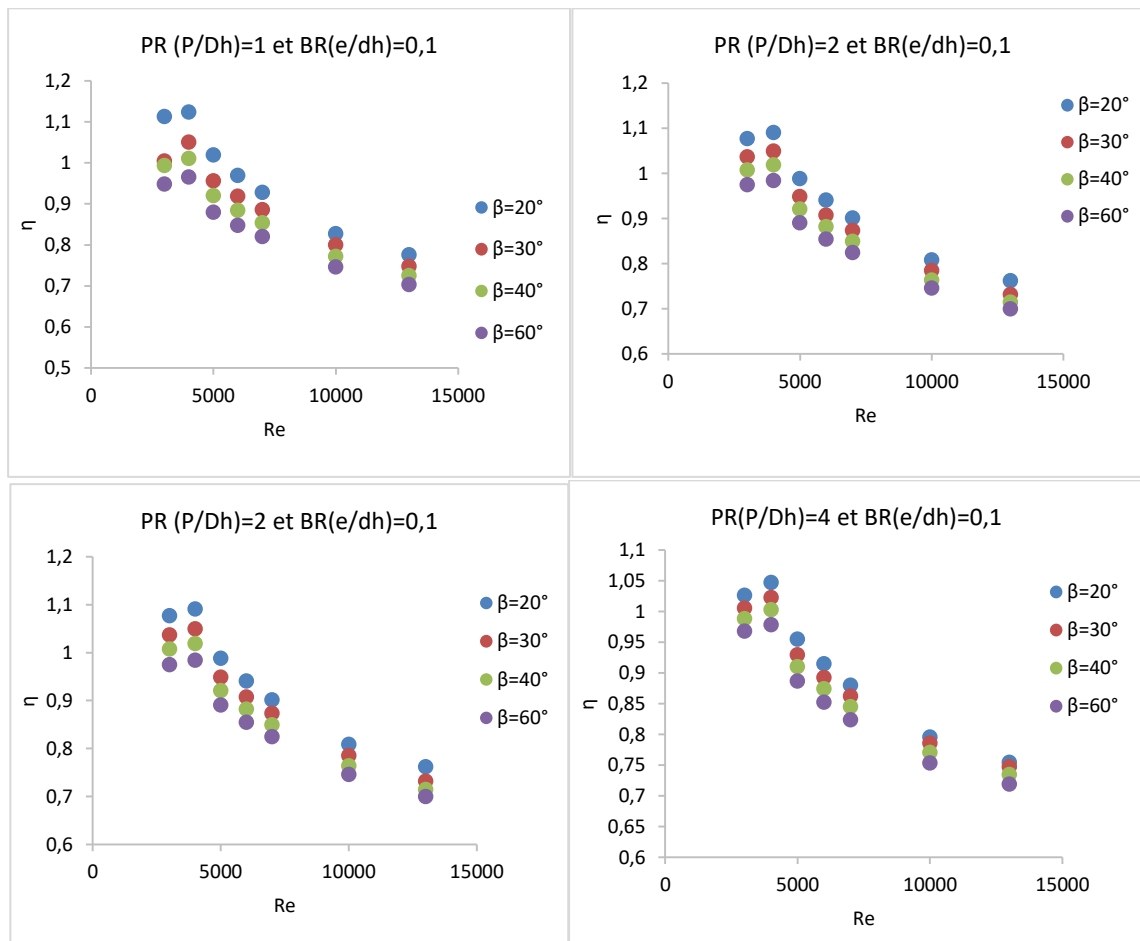 PR (P/Dh)=1 et BR(e/dh)=0,1
1,2
1,1
1
0,9
0,8
0,7
0,6
0,5
η
0
5000
10000
15000
Re
β=20°
β=30°
β=40°
β=60°
PR (P/Dh)=2 et BR(e/dh)=0,1
1,2
1,1
1
0,9
0,8
0,7
0,6
η
0
5000
10000
15000
Re
β=20°
β=30°
β=40°
β=60°
PR (P/Dh)=2 et BR(e/dh)=0,1
1,2
1,1
1
0,9
0,8
0,7
0,6
η
0
5000
10000
15000
Re
β=20°
β=30°
β=40°
β=60°
PR(P/Dh)=4 et BR(e/dh)=0,1
1,1
1,05
1
0,95
0,9
0,85
0,8
0,75
0,7
0,65
0,6
η
0
5000
10000
15000
Re
β=20°
β=30°
β=40°
β=60°